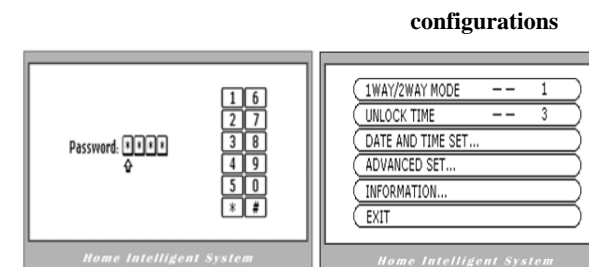 configurations
Password: * * * *
1 6
2 7
3 8
4 9
5 0
* #
Home Intelligent System
1WAY/2WAY MODE -- 1
UNLOCK TIME -- 3
DATE AND TIME SET...
ADVANCED SET...
INFORMATION...
EXIT
Home Intelligent System